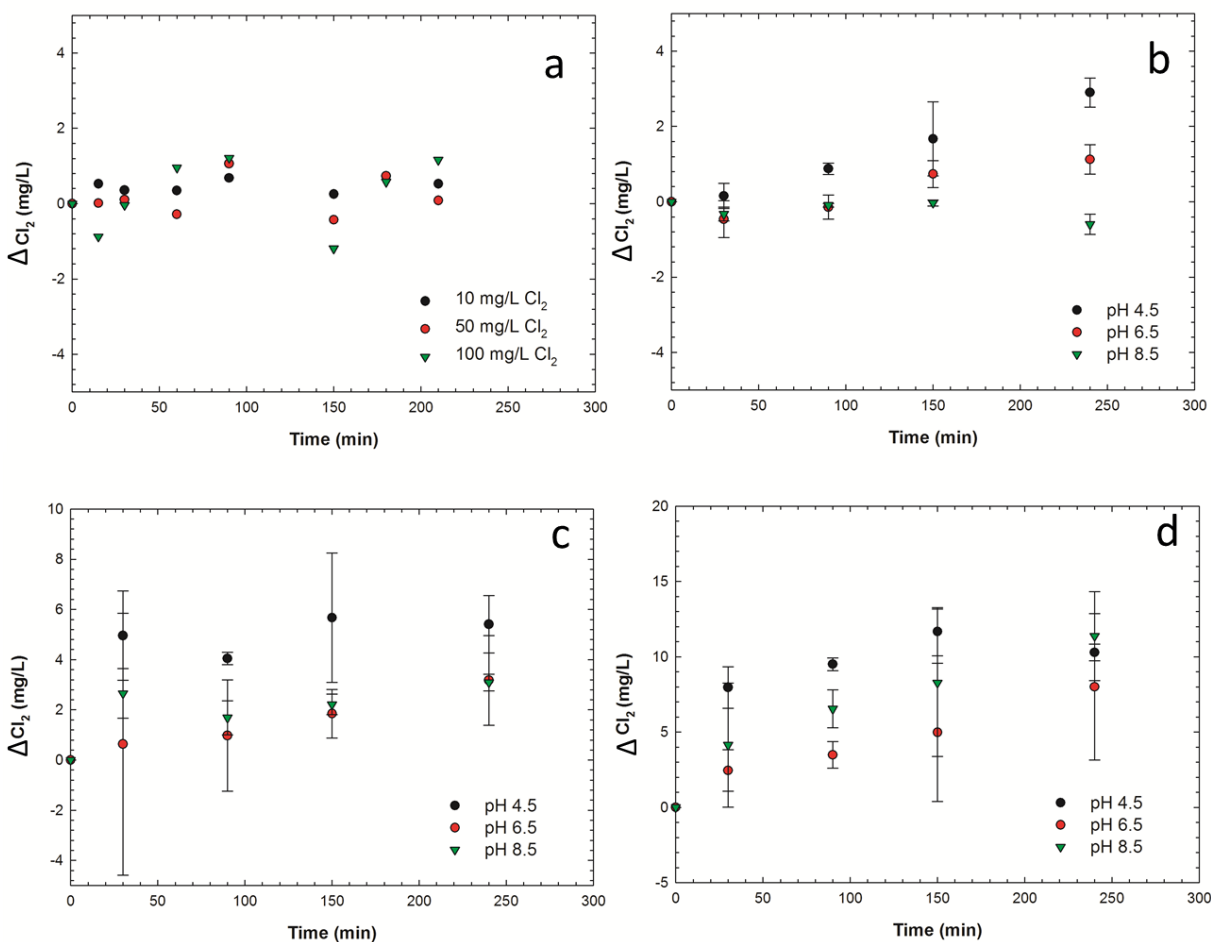 a
4
2
0
-2
-4
Δ Cl₂ (mg/L)
10 mg/L Cl₂
50 mg/L Cl₂
100 mg/L Cl₂
0 50 100 150 200 250 300
Time (min)
b
4
2
0
-2
-4
Δ Cl₂ (mg/L)
pH 4.5
pH 6.5
pH 8.5
0 50 100 150 200 250 300
Time (min)
c
10
8
6
4
2
0
-2
-4
ΔCl₂ (mg/L)
pH 4.5
pH 6.5
pH 8.5
0 50 100 150 200 250 300
Time (min)
d
20
15
10
5
0
-5
Δ Cl₂ (mg/L)
pH 4.5
pH 6.5
pH 8.5
0 50 100 150 200 250 300
Time (min)